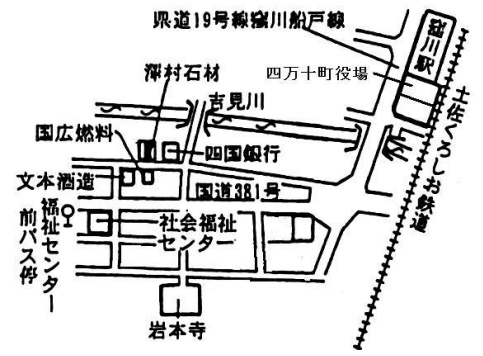 県道19号線窪川船戸線
窪川駅
四万十町役場
澤村石材
吉見川
土佐くろしお鉄道
国広燃料
四国銀行
文本酒造
国道381号
福祉センター
前バス停
社会福祉
センター
岩本寺